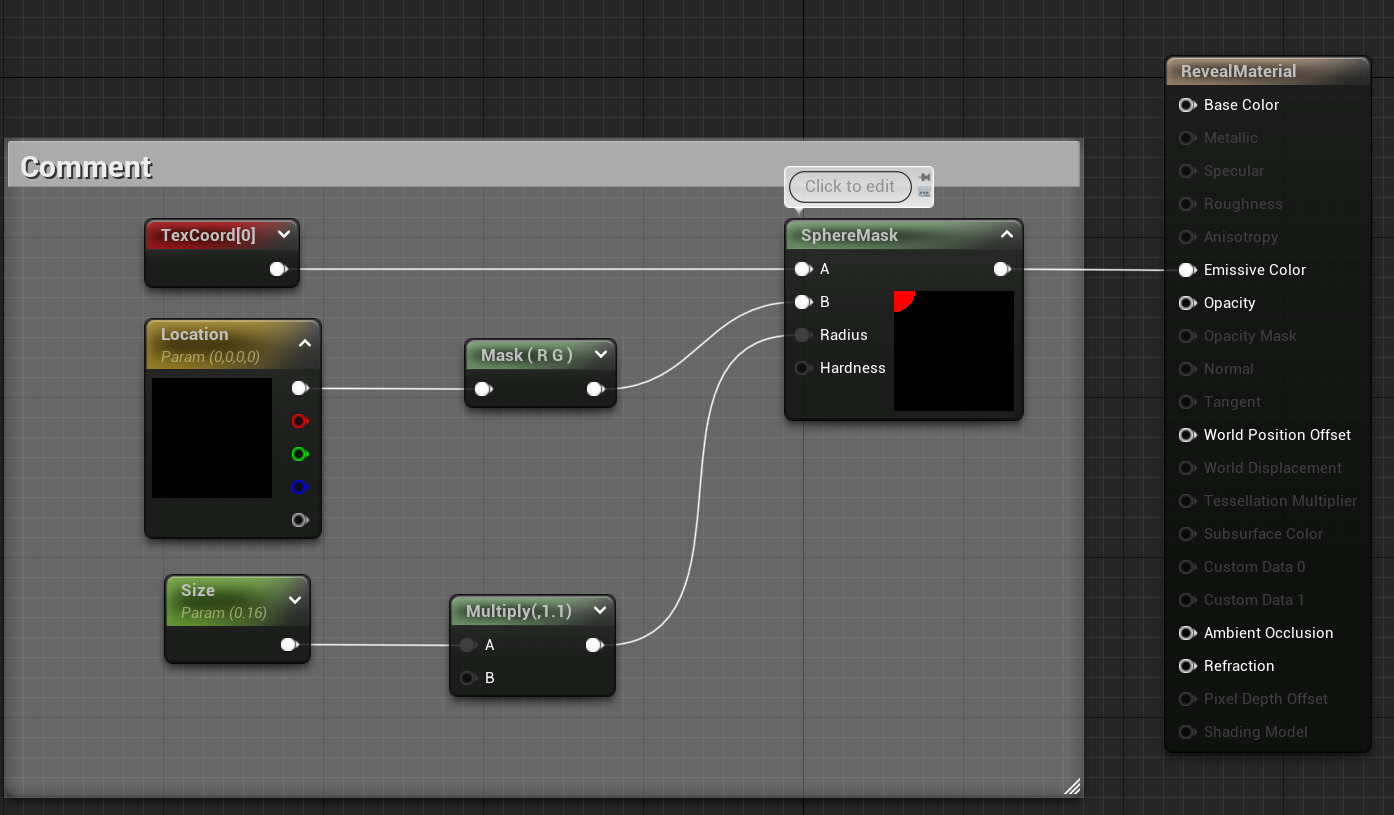 RevealMaterial
Base Color
Metallic
Specular
Roughness
Anisotropy
Emissive Color
Opacity
Opacity Mask
Normal
Tangent
World Position Offset
World Displacement
Tessellation Multiplier
Subsurface Color
Custom Data 0
Custom Data 1
Ambient Occlusion
Refraction
Pixel Depth Offset
Shading Model
Comment
Click to edit
TexCoord[0]
SphereMask
A
B
Radius
Hardness
Location
Param (0,0,0,0)
Mask ( R G )
Size
Param (0.16)
Multiply(,1.1)
A
B